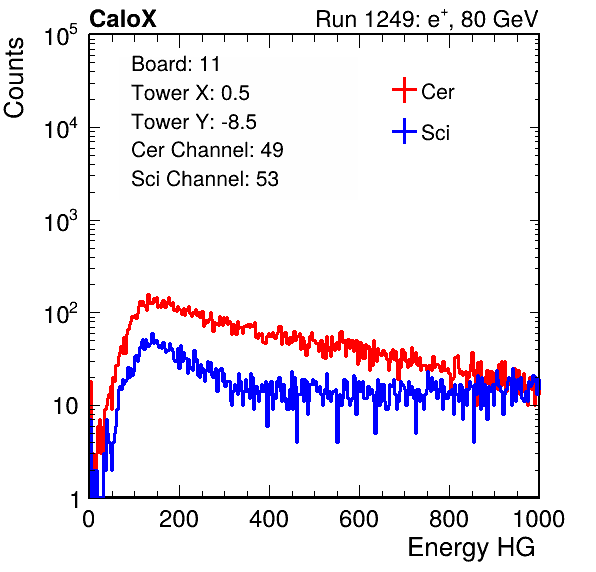 CaloX Run 1249: e⁺, 80 GeV
Counts
10⁵
10⁴
10³
10²
10
1
Board: 11
Tower X: 0.5
Tower Y: -8.5
Cer Channel: 49
Sci Channel: 53
Cer
Sci
0 200 400 600 800 1000
Energy HG